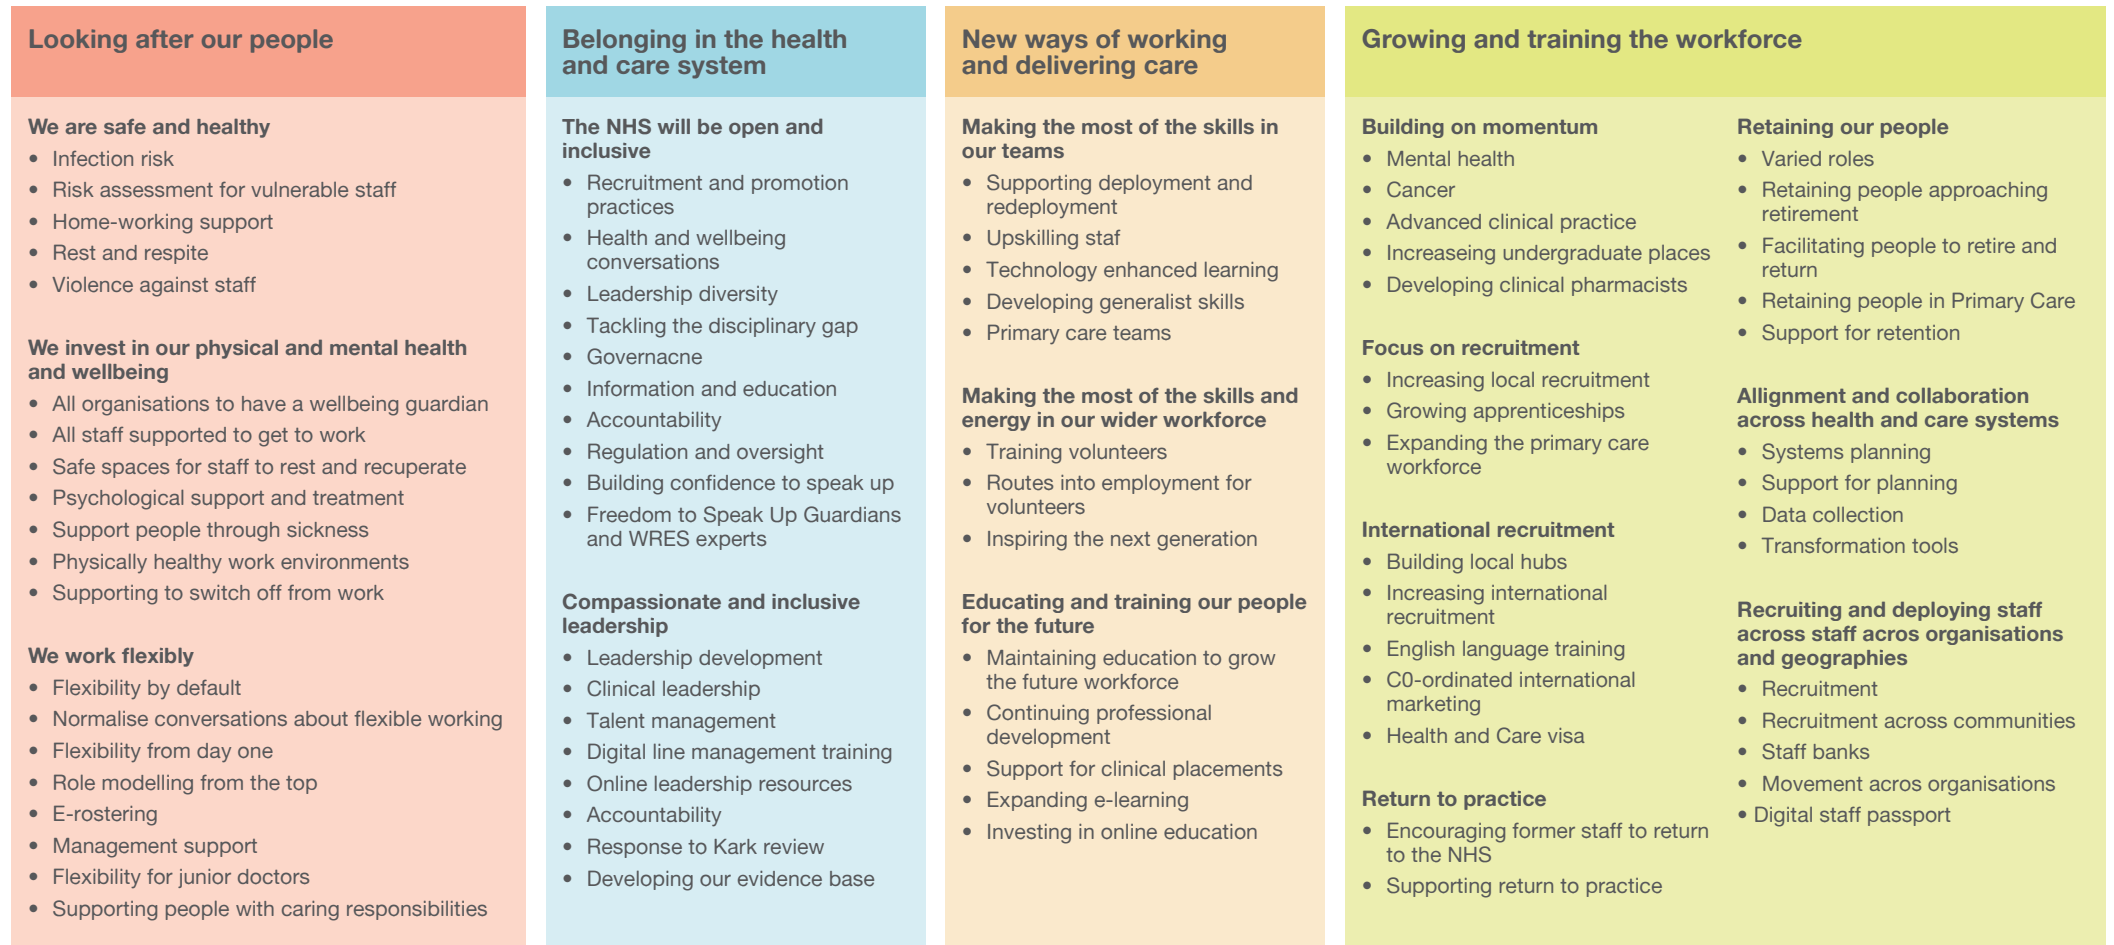 Looking after our people
We are safe and healthy
• Infection risk
• Risk assessment for vulnerable staff
• Home-working support
• Rest and respite
• Violence against staff
We invest in our physical and mental health
and wellbeing
• All organisations to have a wellbeing guardian
• All staff supported to get to work
• Safe spaces for staff to rest and recuperate
• Psychological support and treatment
• Support people through sickness
• Physically healthy work environments
• Supporting to switch off from work
We work flexibly
• Flexibility by default
• Normalise conversations about flexible working
• Flexibility from day one
• Role modelling from the top
• E-rostering
• Management support
• Flexibility for junior doctors
• Supporting people with caring responsibilities
Belonging in the health
and care system
The NHS will be open and
inclusive
• Recruitment and promotion
practices
• Health and wellbeing
conversations
• Leadership diversity
• Tackling the disciplinary gap
• Governacne
• Information and education
• Accountability
• Regulation and oversight
• Building confidence to speak up
• Freedom to Speak Up Guardians
and WRES experts
Compassionate and inclusive
leadership
• Leadership development
• Clinical leadership
• Talent management
• Digital line management training
• Online leadership resources
• Accountability
• Response to Kark review
• Developing our evidence base
New ways of working
and delivering care
Making the most of the skills in
our teams
• Supporting deployment and
redeployment
• Upskilling staf
• Technology enhanced learning
• Developing generalist skills
• Primary care teams
Making the most of the skills and
energy in our wider workforce
• Training volunteers
• Routes into employment for
volunteers
• Inspiring the next generation
Educating and training our people
for the future
• Maintaining education to grow
the future workforce
• Continuing professional
development
• Support for clinical placements
• Expanding e-learning
• Investing in online education
Growing and training the workforce
Building on momentum
• Mental health
• Cancer
• Advanced clinical practice
• Increaseing undergraduate places
• Developing clinical pharmacists
Focus on recruitment
• Increasing local recruitment
• Growing apprenticeships
• Expanding the primary care
workforce
International recruitment
• Building local hubs
• Increasing international
recruitment
• English language training
• C0-ordinated international
marketing
• Health and Care visa
Return to practice
• Encouraging former staff to return
to the NHS
• Supporting return to practice
Retaining our people
• Varied roles
• Retaining people approaching
retirement
• Facilitating people to retire and
return
• Retaining people in Primary Care
• Support for retention
Allignment and collaboration
across health and care systems
• Systems planning
• Support for planning
• Data collection
• Transformation tools
Recruiting and deploying staff
across staff acros organisations
and geographies
• Recruitment
• Recruitment across communities
• Staff banks
• Movement acros organisations
• Digital staff passport